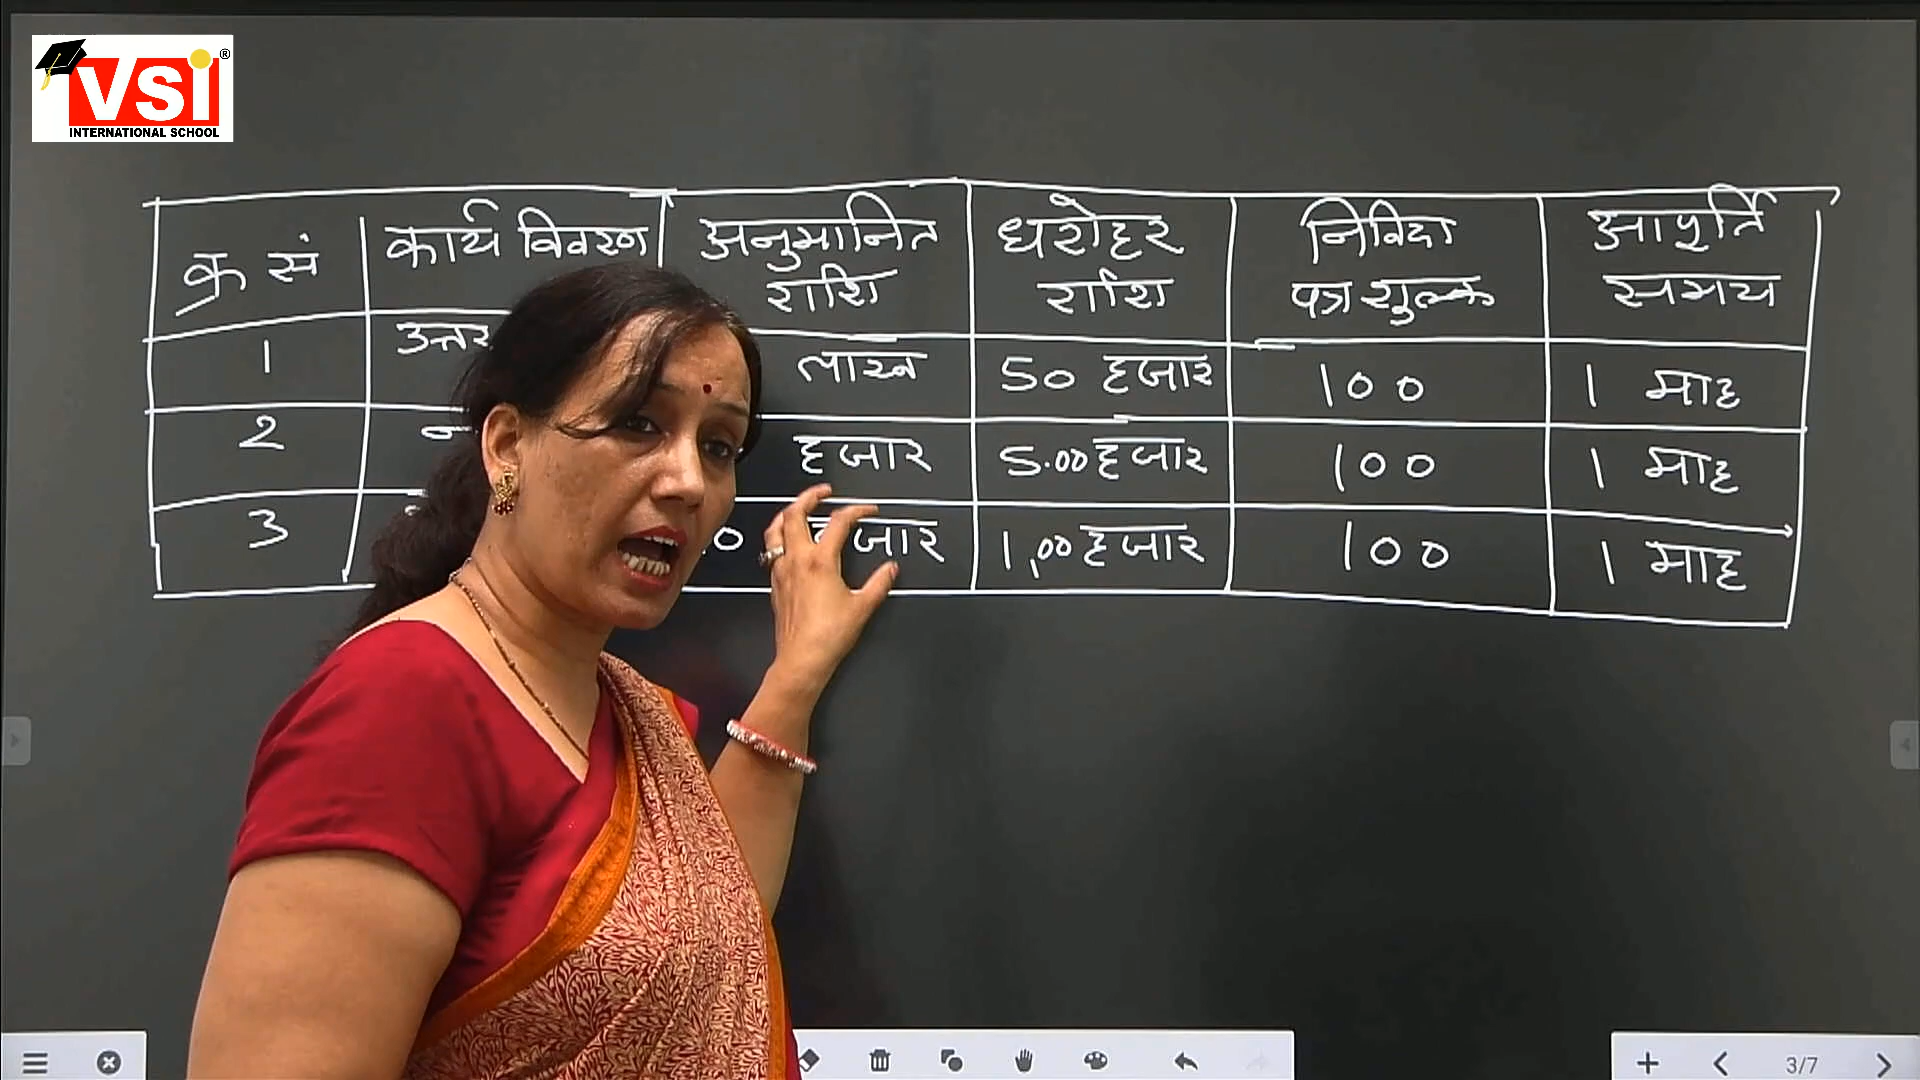 VSI ®
INTERNATIONAL SCHOOL
क्र सं
कार्य विवरण
अनुमानित
राशि
धरोहर
राशि
निविदा
पत्र शुल्क
आपूर्ति
समय
1
उत्तर
लाख
50 हजार
100
1 माह
2
हजार
5.00 हजार
100
1 माह
3
हजार
1,00 हजार
100
1 माह
3/7